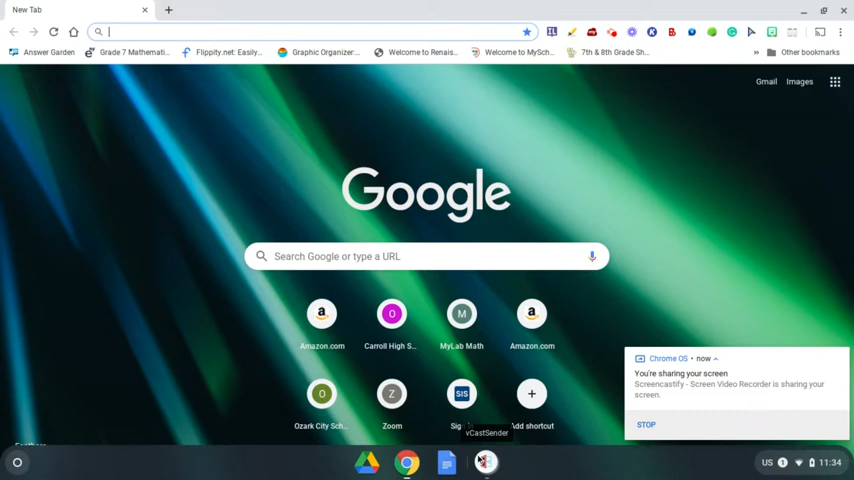 New Tab
Answer Garden
Grade 7 Mathemati...
Flippity.net: Easily...
Graphic Organizer:...
Welcome to Renais...
Welcome to MySch...
7th & 8th Grade Sh...
»
Other bookmarks
Gmail
Images
Google
Search Google or type a URL
Amazon.com
Carroll High S...
MyLab Math
Amazon.com
Ozark City Sch...
Zoom
Sign
Add shortcut
vCastSender
Chrome OS • now
You're sharing your screen
Screencastify - Screen Video Recorder is sharing your
screen.
STOP
US 1 11:34